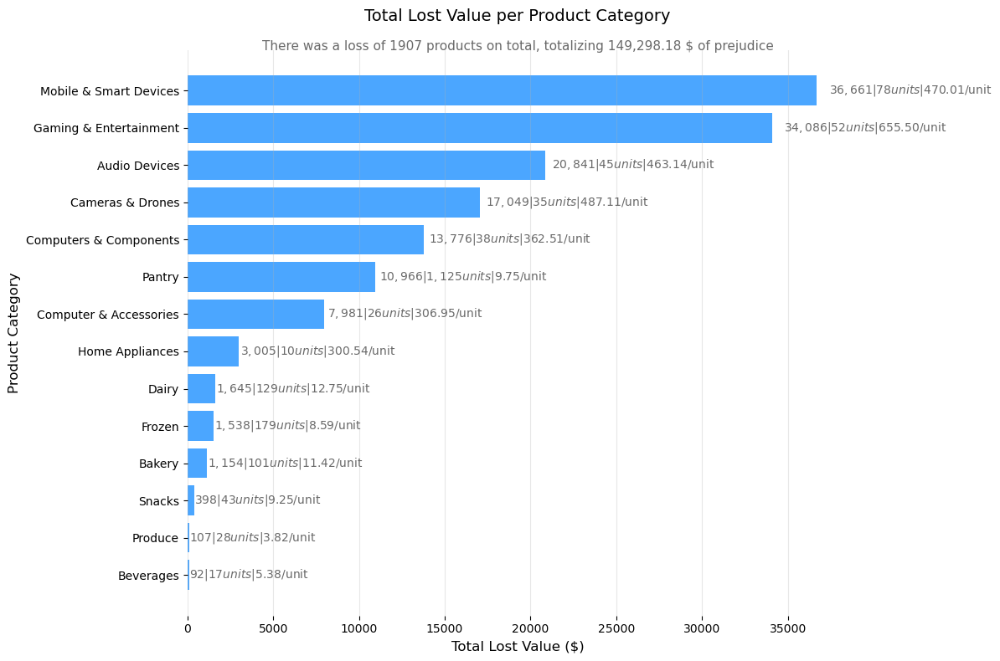 Total Lost Value per Product Category
There was a loss of 1907 products on total, totalizing 149,298.18 $ of prejudice
Mobile & Smart Devices 36,661|78units|470.01/unit
Gaming & Entertainment 34,086|52units|655.50/unit
Audio Devices 20,841|45units|463.14/unit
Cameras & Drones 17,049|35units|487.11/unit
Computers & Components 13,776|38units|362.51/unit
Pantry 10,966|1,125units|9.75/unit
Computer & Accessories 7,981|26units|306.95/unit
Home Appliances 3,005|10units|300.54/unit
Dairy 1,645|129units|12.75/unit
Frozen 1,538|179units|8.59/unit
Bakery 1,154|101units|11.42/unit
Snacks 398|43units|9.25/unit
Produce 107|28units|3.82/unit
Beverages 92|17units|5.38/unit
Product Category
0 5000 10000 15000 20000 25000 30000 35000
Total Lost Value ($)